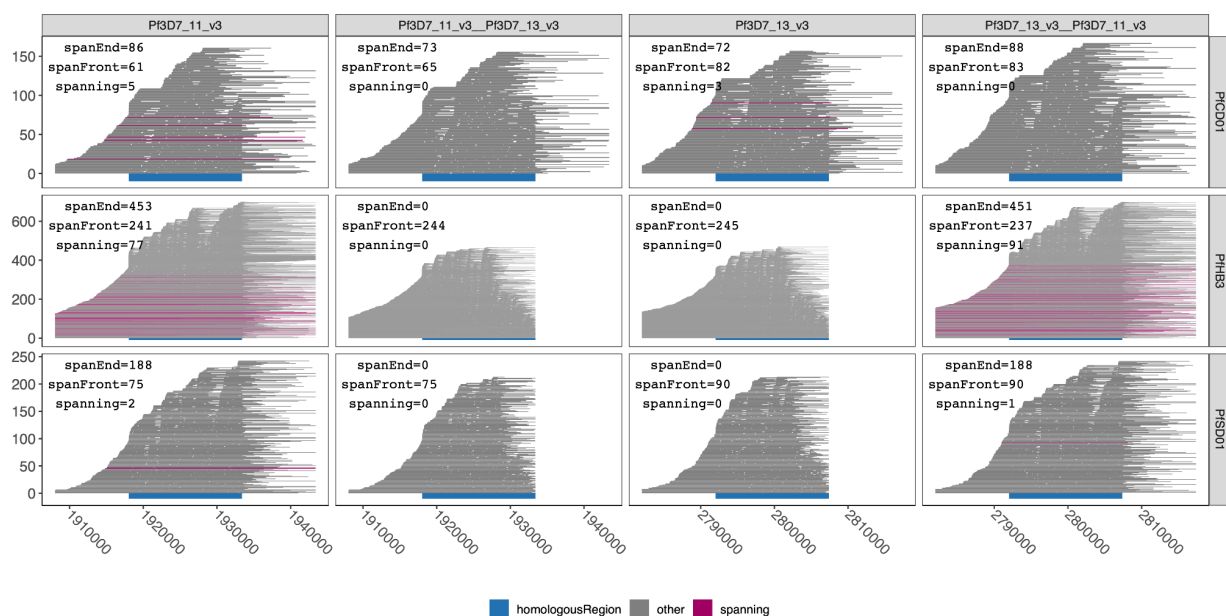 Pf3D7_11_v3
Pf3D7_11_v3__Pf3D7_13_v3
Pf3D7_13_v3
Pf3D7_13_v3__Pf3D7_11_v3
150
100
50
0
spanEnd=86
spanFront=61
spanning=5
spanEnd=73
spanFront=65
spanning=0
spanEnd=72
spanFront=82
spanning=3
spanEnd=88
spanFront=83
spanning=0
PfCD01
600
400
200
0
spanEnd=453
spanFront=241
spanning=77
spanEnd=0
spanFront=244
spanning=0
spanEnd=0
spanFront=245
spanning=0
spanEnd=451
spanFront=237
spanning=91
PfHB3
250
200
150
100
50
0
spanEnd=188
spanFront=75
spanning=2
spanEnd=0
spanFront=75
spanning=0
spanEnd=0
spanFront=90
spanning=0
spanEnd=188
spanFront=90
spanning=1
PfSD01
1910000
1920000
1930000
1940000
1910000
1920000
1930000
1940000
2790000
2800000
2810000
2790000
2800000
2810000
homologousRegion
other
spanning